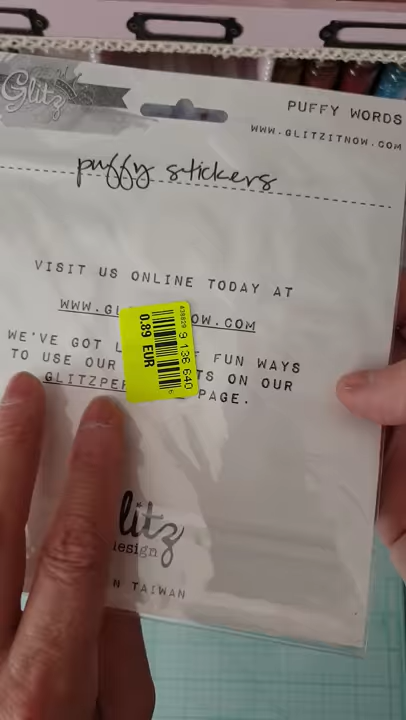 Glitz
PUFFY WORDS
WWW.GLITZITNOW.COM
puffy stickers
VISIT US ONLINE TODAY AT
WWW.GL OW.COM
WE'VE GOT L FUN WAYS
TO USE OUR TS ON OUR
GLITZPER PAGE.
0.89 EUR
9 136 640
litz
design
N TAIWAN